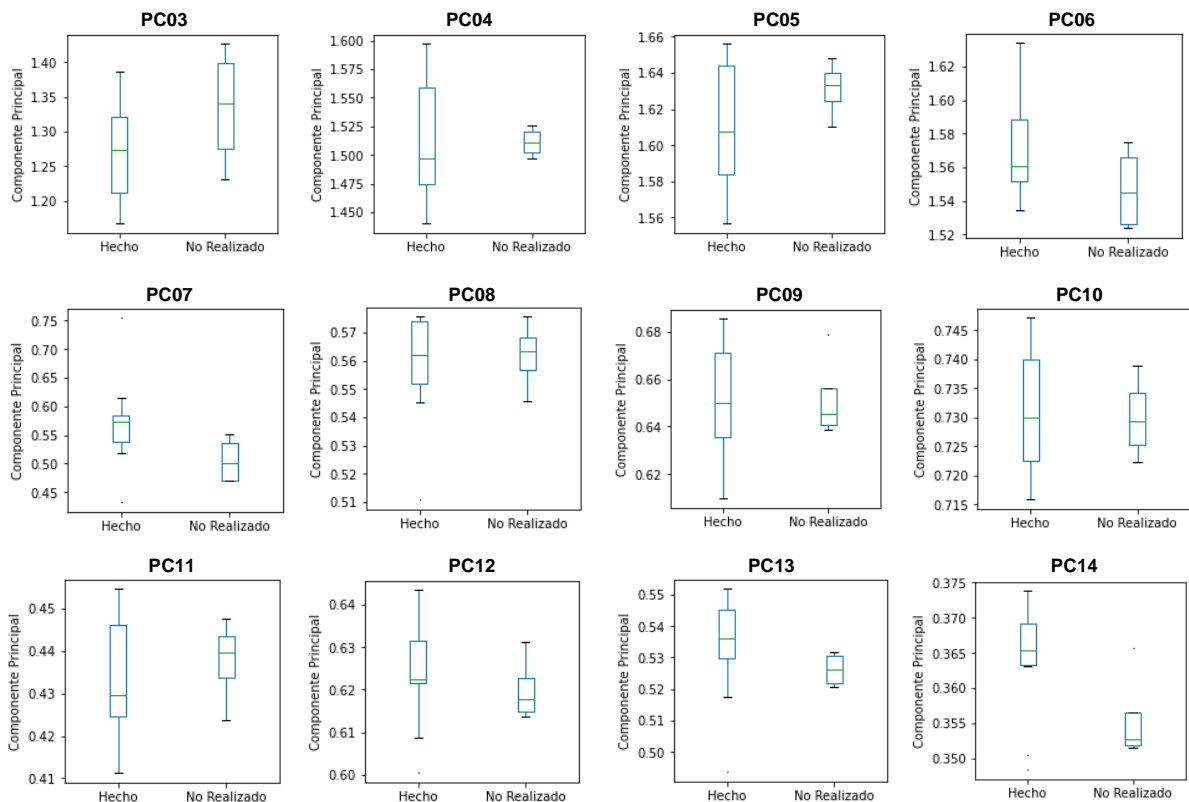 PC03 PC04 PC05 PC06
Componente Principal
1.40
1.35
1.30
1.25
1.20
Hecho No Realizado
Componente Principal
1.600
1.575
1.550
1.525
1.500
1.475
1.450
Hecho No Realizado
Componente Principal
1.66
1.64
1.62
1.60
1.58
1.56
Hecho No Realizado
Componente Principal
1.62
1.60
1.58
1.56
1.54
1.52
Hecho No Realizado
PC07 PC08 PC09 PC10
Componente Principal
0.75
0.70
0.65
0.60
0.55
0.50
0.45
Hecho No Realizado
Componente Principal
0.57
0.56
0.55
0.54
0.53
0.52
0.51
Hecho No Realizado
Componente Principal
0.68
0.66
0.64
0.62
Hecho No Realizado
Componente Principal
0.745
0.740
0.735
0.730
0.725
0.720
0.715
Hecho No Realizado
PC11 PC12 PC13 PC14
Componente Principal
0.45
0.44
0.43
0.42
0.41
Hecho No Realizado
Componente Principal
0.64
0.63
0.62
0.61
0.60
Hecho No Realizado
Componente Principal
0.55
0.54
0.53
0.52
0.51
0.50
Hecho No Realizado
Componente Principal
0.375
0.370
0.365
0.360
0.355
0.350
Hecho No Realizado